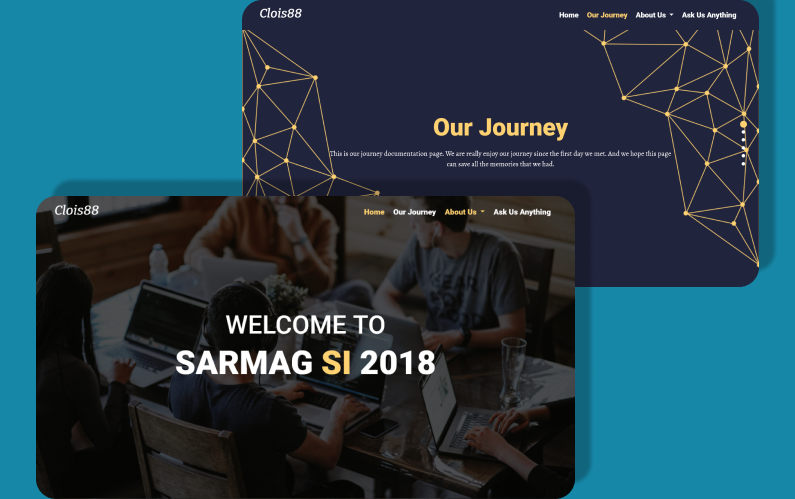 Clois88
Home Our Journey About Us Ask Us Anything
Our Journey
This is our journey documentation page. We are really enjoy our journey since the first day we met. And we hope this page
can save all the memories that we had.
Clois88
Home Our Journey About Us Ask Us Anything
WELCOME TO
SARMAG SI 2018